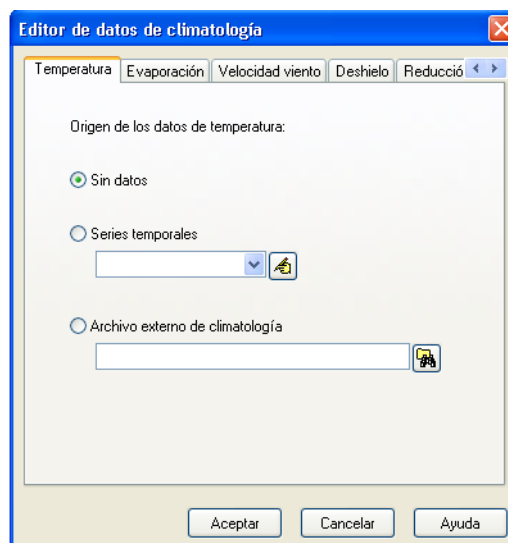 Editor de datos de climatología
Temperatura Evaporación Velocidad viento Deshielo Reducció
Origen de los datos de temperatura:
Sin datos
Series temporales
Archivo externo de climatología
Aceptar Cancelar Ayuda